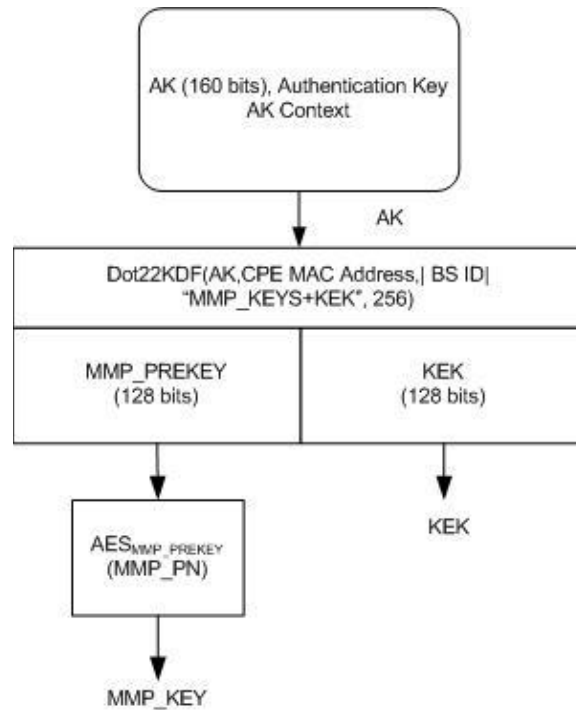 AK (160 bits), Authentication Key
AK Context
AK
Dot22KDF(AK,CPE MAC Address,| BS ID|
“MMP_KEYS+KEK”, 256)
MMP_PREKEY
(128 bits)
KEK
(128 bits)
AESMMP_PREKEY
(MMP_PN)
KEK
MMP_KEY